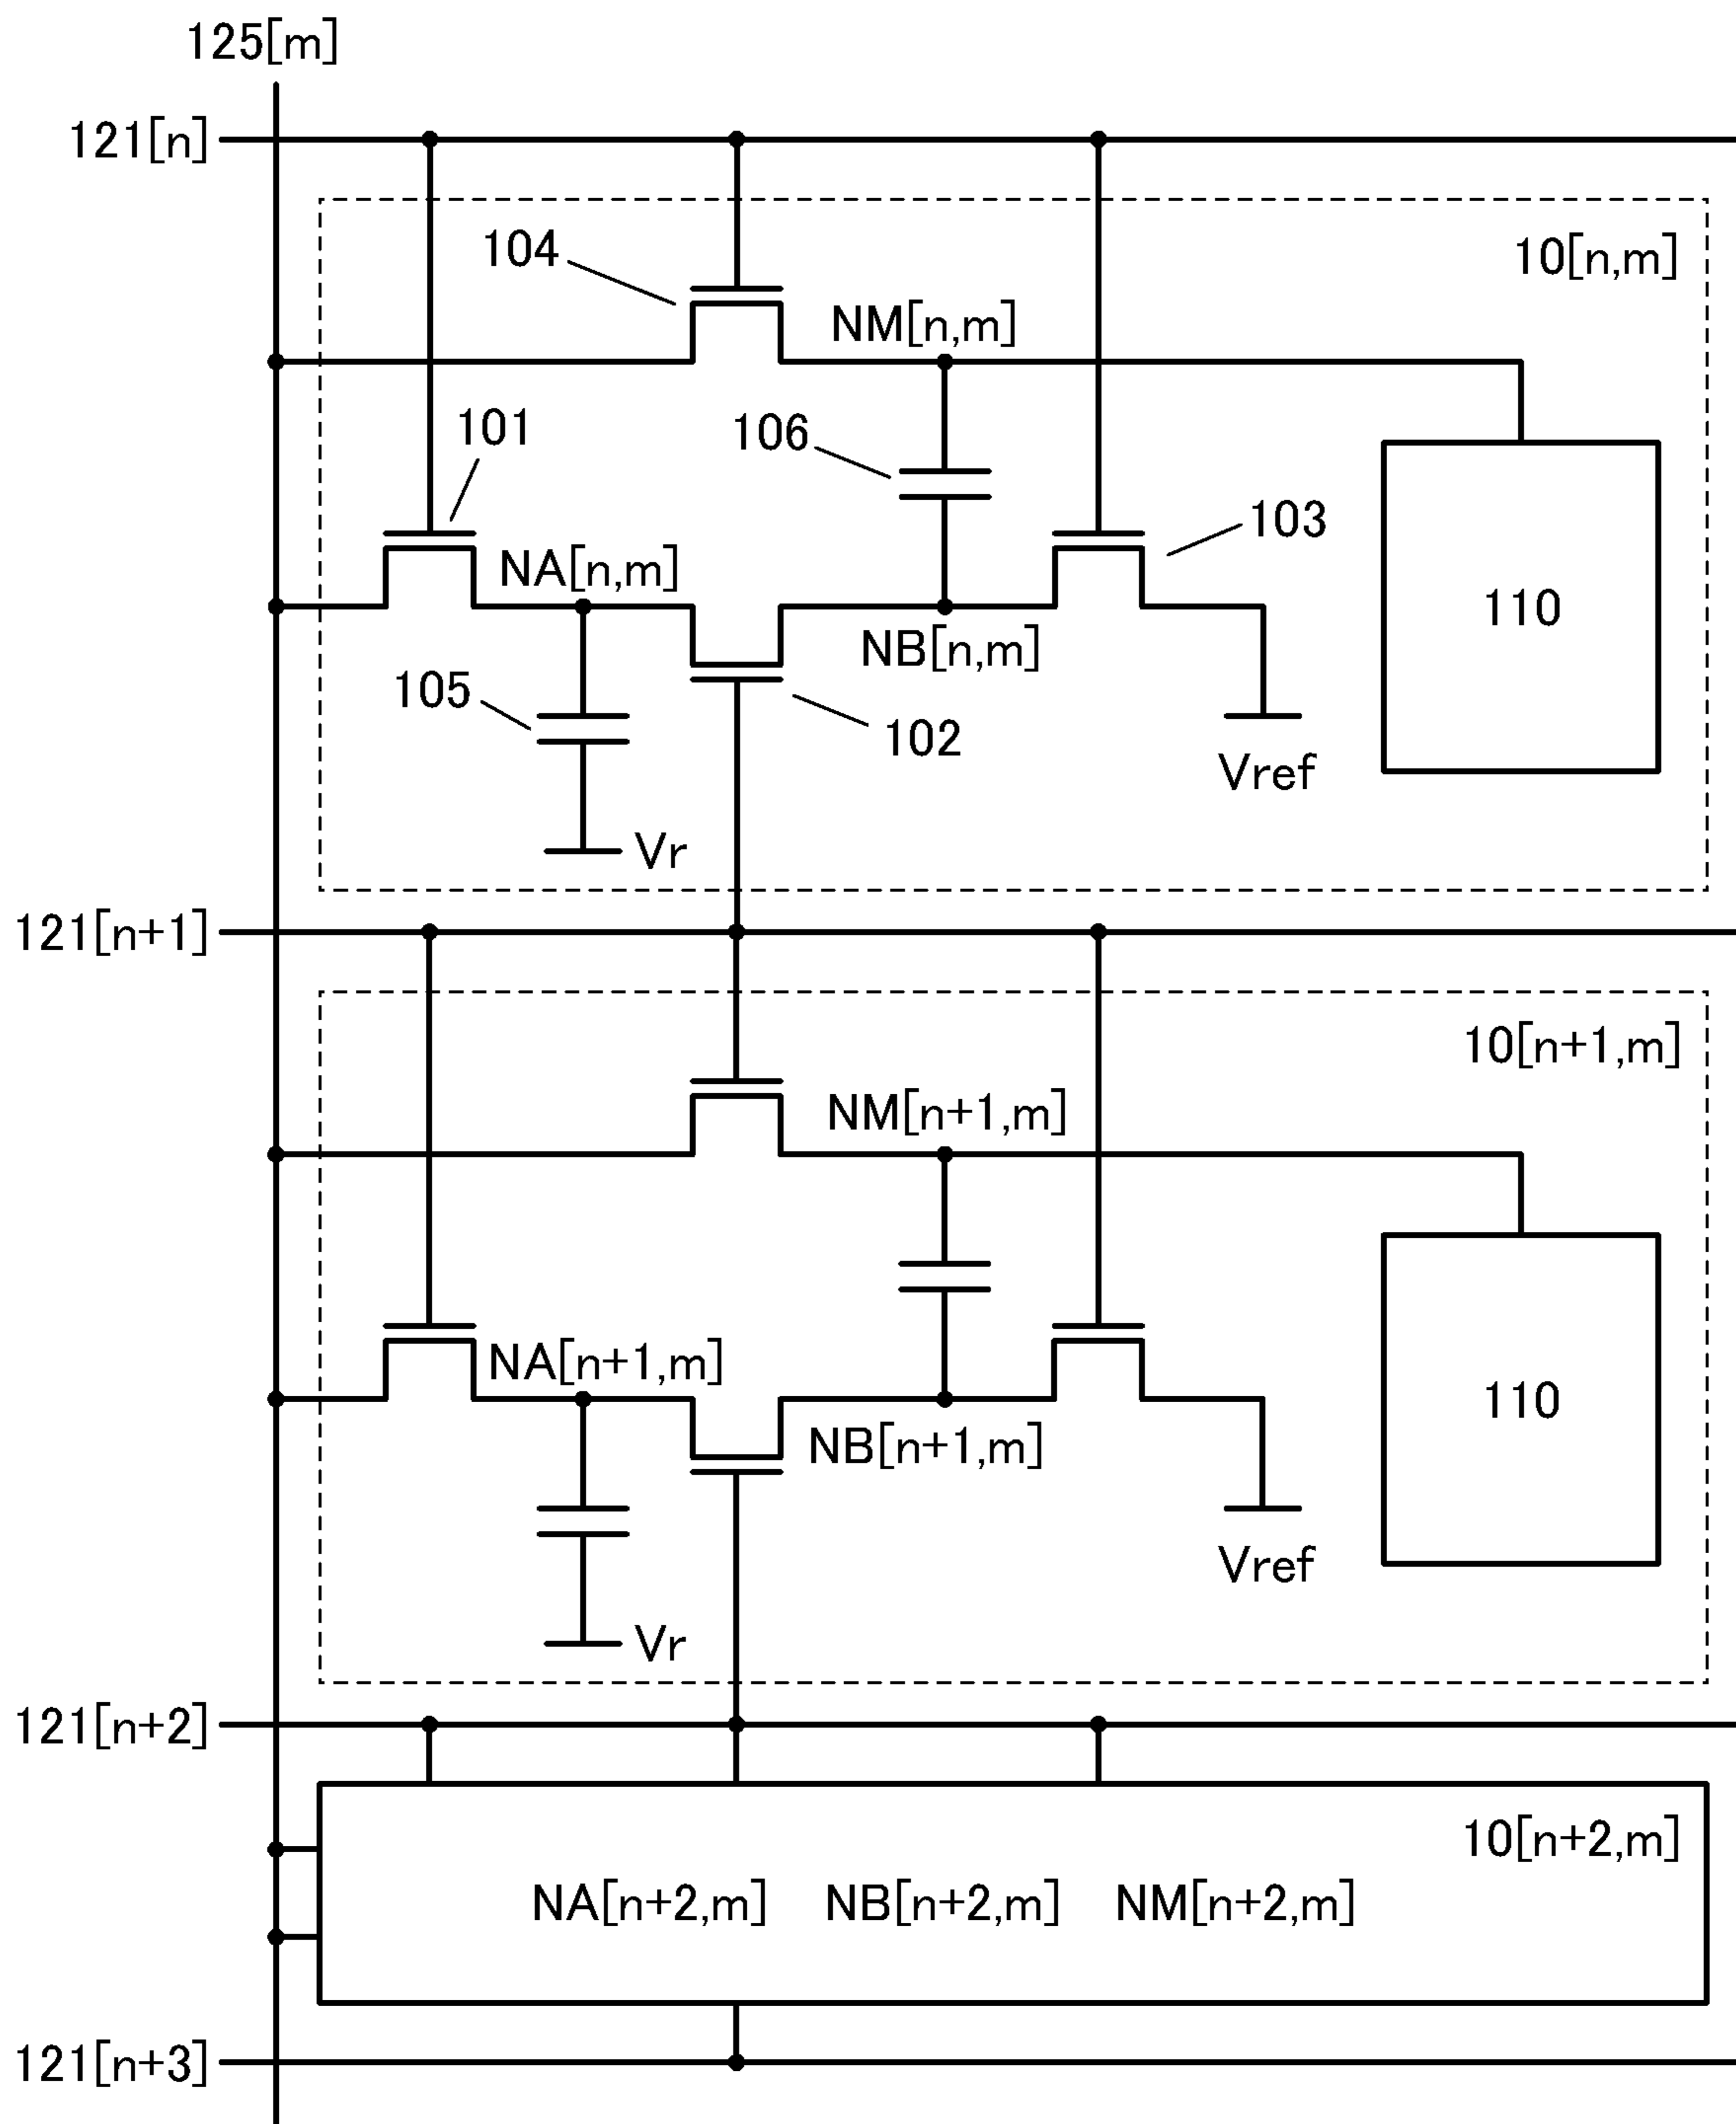 125[m]
121[n]
10[n,m]
104
NM[n,m]
101
106
103
NA[n,m]
110
NB[n,m]
105
102
Vref
Vr
121[n+1]
10[n+1,m]
NM[n+1,m]
NA[n+1,m]
110
NB[n+1,m]
Vref
Vr
121[n+2]
10[n+2,m]
NA[n+2,m] NB[n+2,m] NM[n+2,m]
121[n+3]